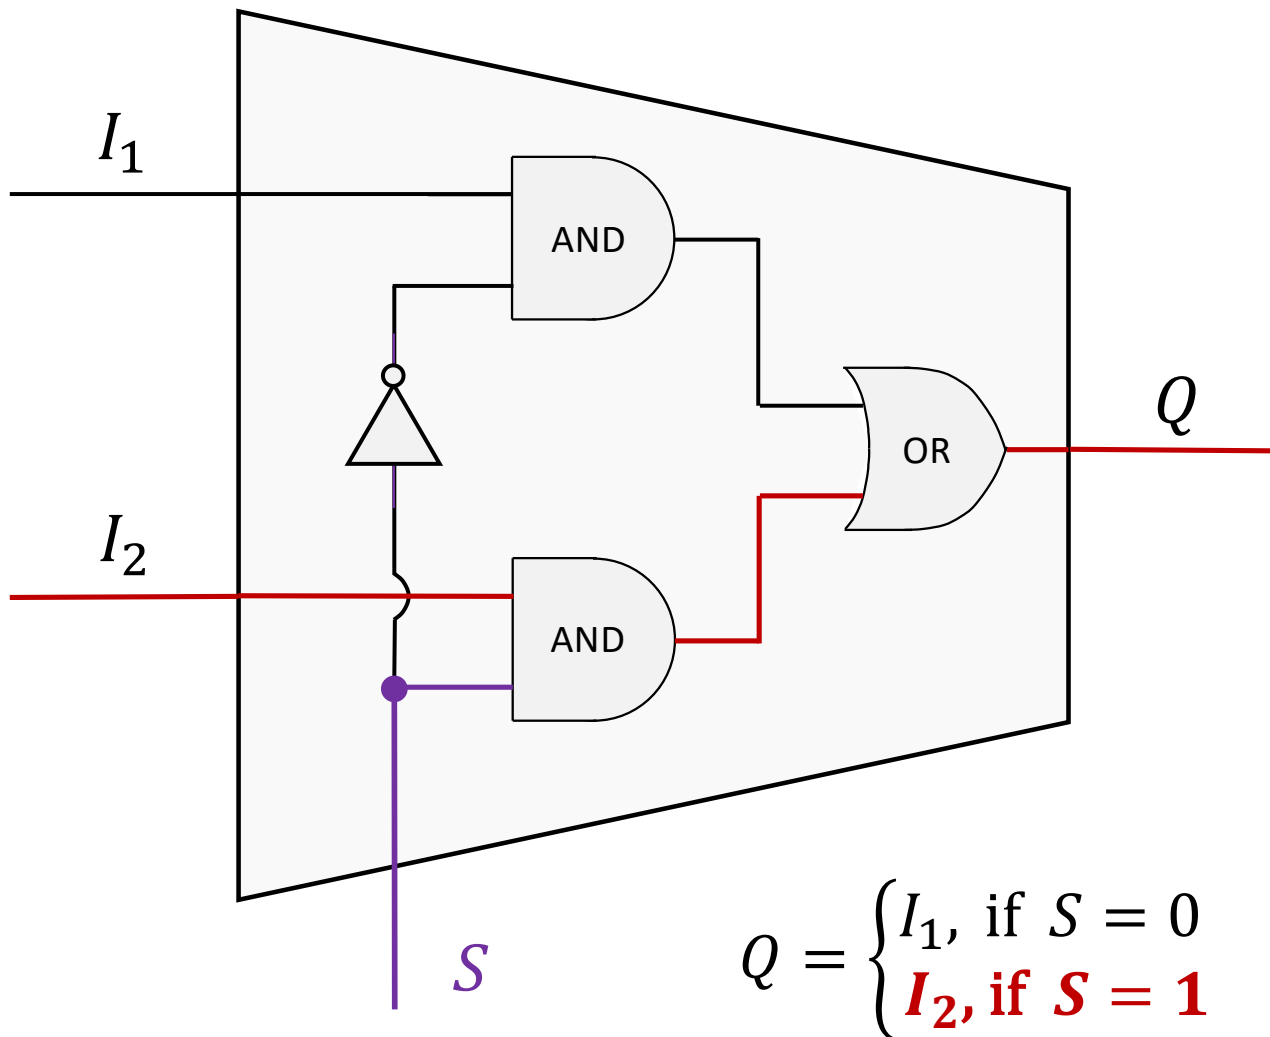 I₁
AND
Q
OR
I₂
AND
S
Q = { I₁, if S = 0
I₂, if S = 1